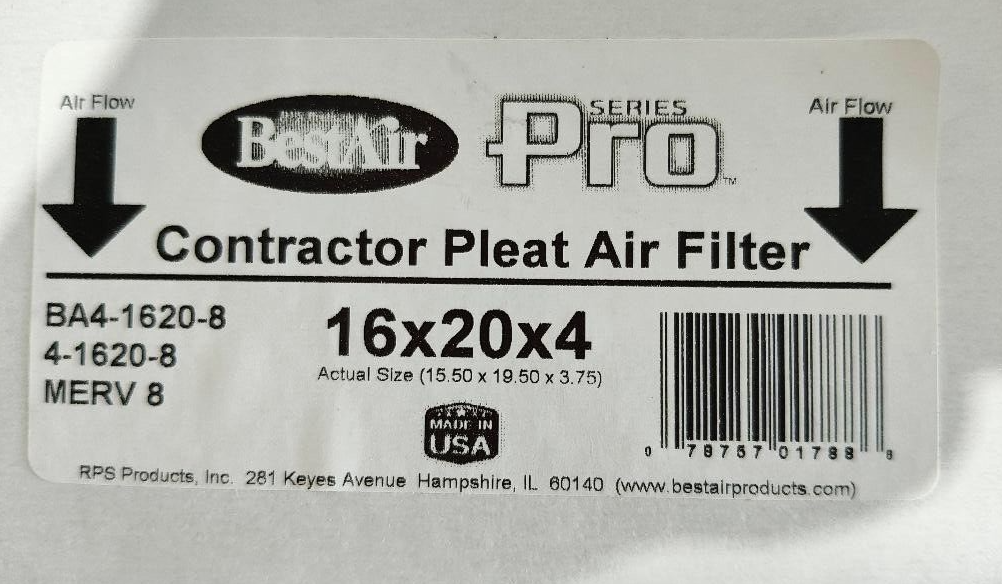 Air Flow
BestAir
SERIES
Pro
TM
Air Flow
Contractor Pleat Air Filter
BA4-1620-8
4-1620-8
MERV 8
16x20x4
Actual Size (15.50 x 19.50 x 3.75)
MADE IN
USA
0 78767 01788 8
RPS Products, Inc. 281 Keyes Avenue Hampshire, IL 60140 (www.bestairproducts.com)